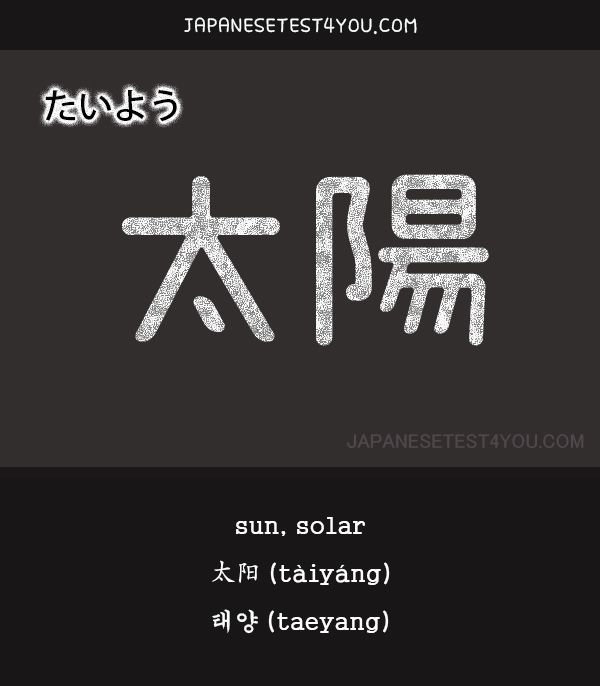 JAPANESETEST4YOU.COM
たいよう
太陽
JAPANESETEST4YOU.COM
sun, solar
太阳 (tàiyáng)
태양 (taeyang)